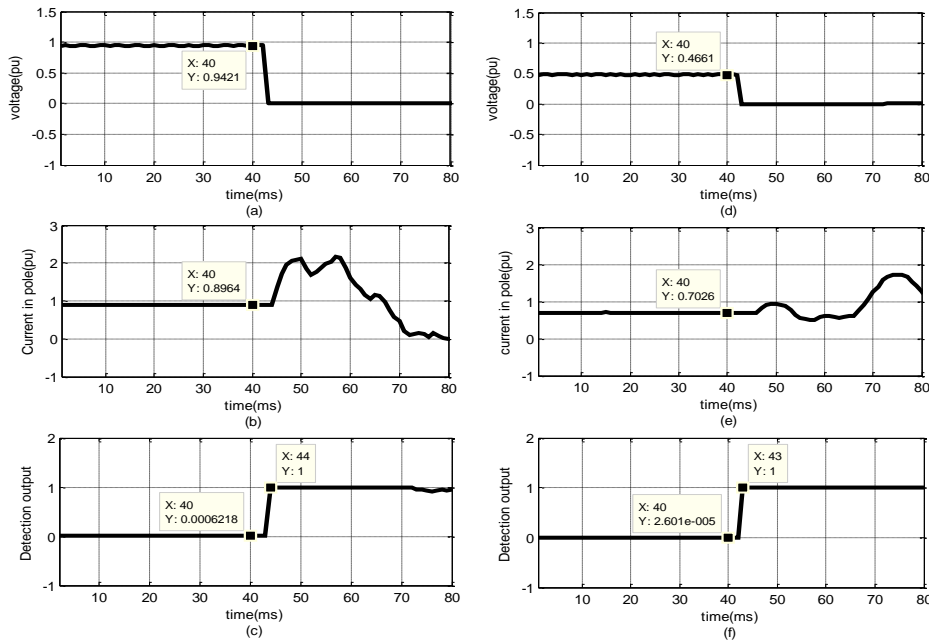 voltage(pu)
1.5
1
0.5
0
-0.5
-1
X: 40
Y: 0.9421
10 20 30 40 50 60 70 80
time(ms)
(a)
voltage(pu)
1.5
1
0.5
0
-0.5
-1
X: 40
Y: 0.4661
10 20 30 40 50 60 70 80
time(ms)
(d)
Current in pole(pu)
3
2
1
0
-1
X: 40
Y: 0.8964
10 20 30 40 50 60 70 80
time(ms)
(b)
current in pole(pu)
3
2
1
0
-1
X: 40
Y: 0.7026
10 20 30 40 50 60 70 80
time(ms)
(e)
Detection output
2
1
0
-1
X: 44
Y: 1
X: 40
Y: 0.0006218
10 20 30 40 50 60 70 80
time(ms)
(c)
Detection output
2
1
0
-1
X: 43
Y: 1
X: 40
Y: 2.601e-005
10 20 30 40 50 60 70 80
time(ms)
(f)